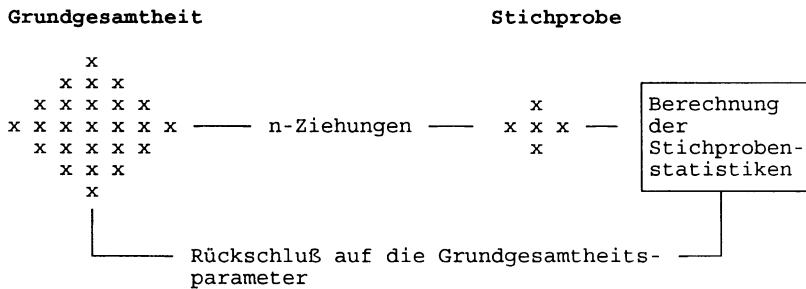 Grundgesamtheit Stichprobe
x
x x x
x x x x x
x x x x x x x
x x x x x
x x x
x
n-Ziehungen
x
x x x
x
Berechnung
der
Stichproben-
statistiken
Rückschluß auf die Grundgesamtheits-
parameter